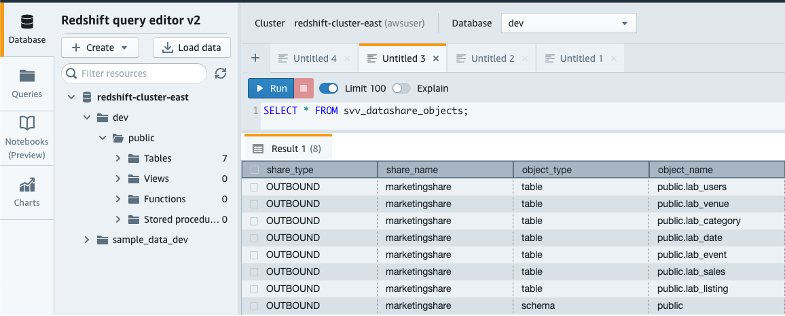 Redshift query editor v2
Database
Queries
Notebooks
(Preview)
Charts
+ Create
Load data
Filter resources
redshift-cluster-east
dev
public
Tables 7
Views 0
Functions 0
Stored procedu... 0
sample_data_dev
Cluster redshift-cluster-east (awsuser) Database dev
+ Untitled 4 × Untitled 3 × Untitled 2 × Untitled 1 ×
Run Limit 100 Explain
1 SELECT * FROM svv_datashare_objects;
Result 1 (8)
share_type share_name object_type object_name
OUTBOUND marketingshare table public.lab_users
OUTBOUND marketingshare table public.lab_venue
OUTBOUND marketingshare table public.lab_category
OUTBOUND marketingshare table public.lab_date
OUTBOUND marketingshare table public.lab_event
OUTBOUND marketingshare table public.lab_sales
OUTBOUND marketingshare table public.lab_listing
OUTBOUND marketingshare schema public